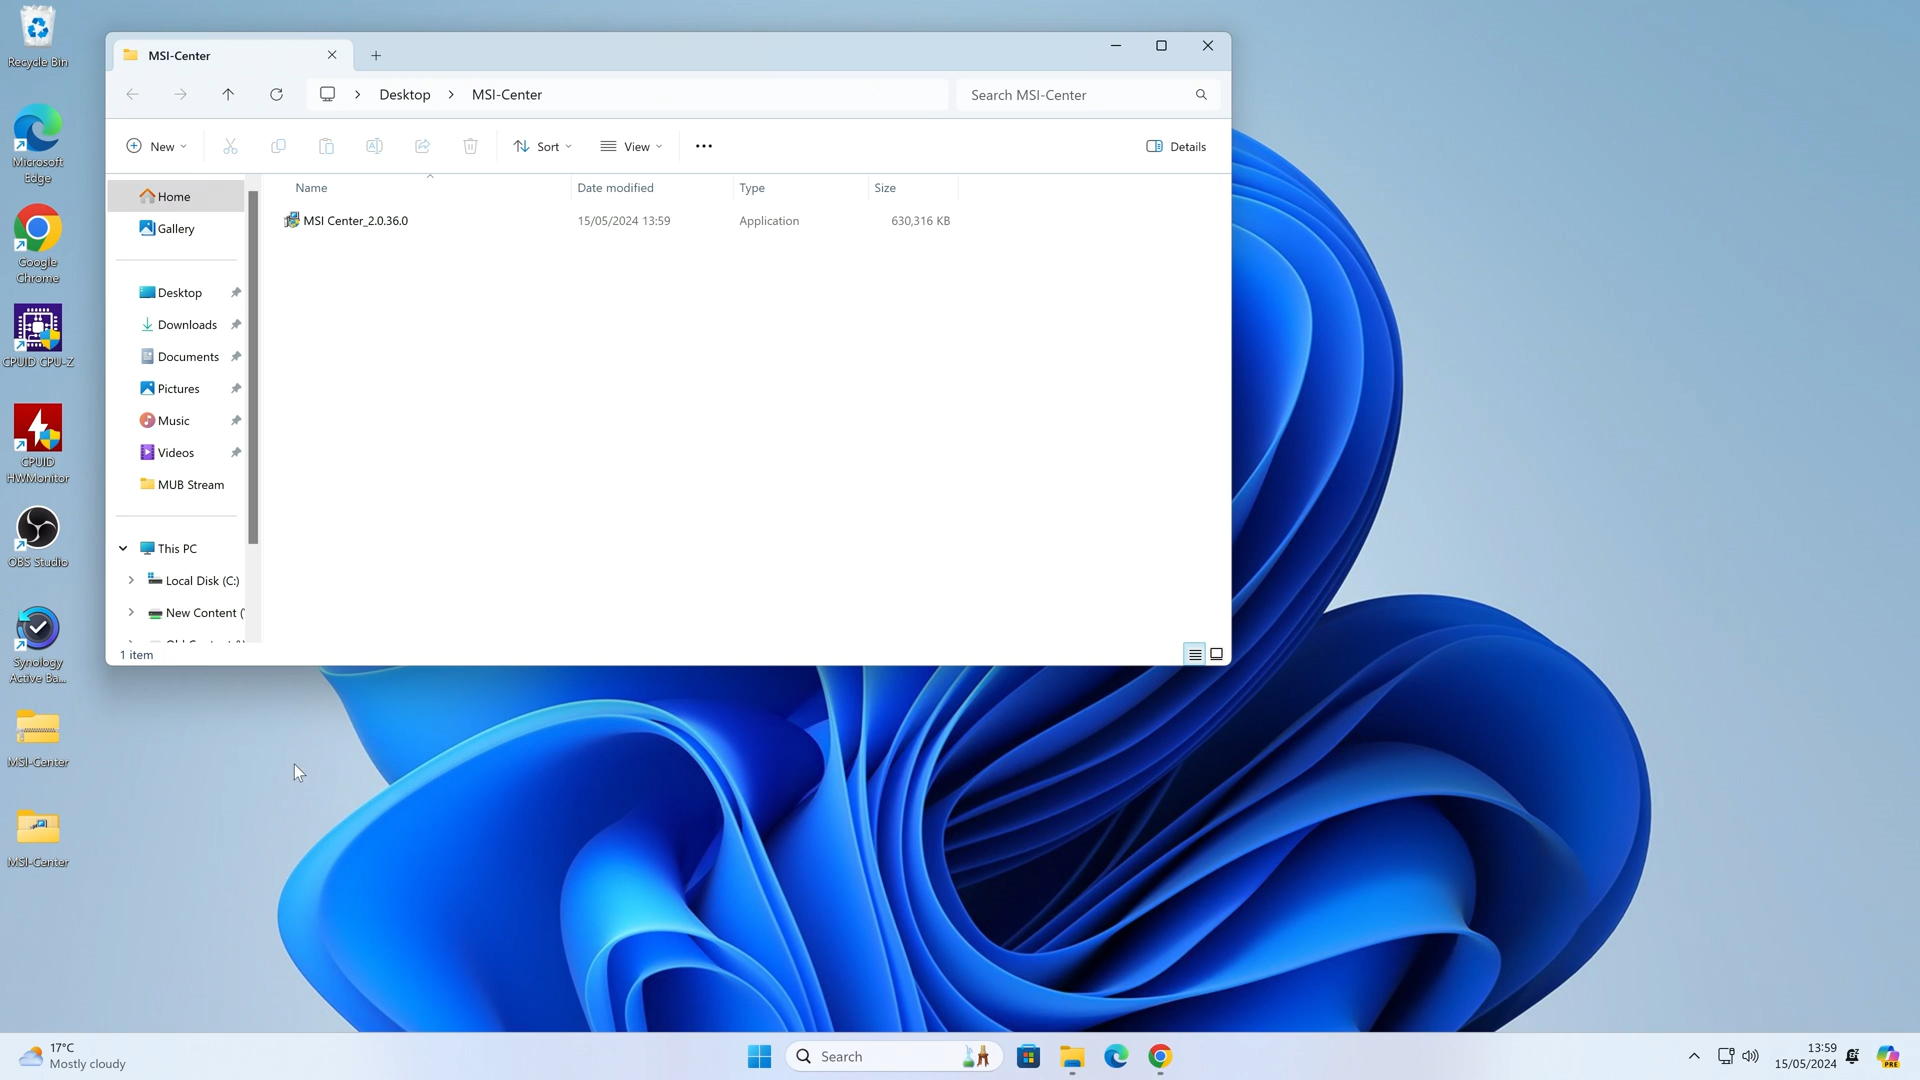 Recycle Bin
Microsoft
Edge
Google
Chrome
CPUID CPU-Z
CPUID
HWMonitor
OBS Studio
Synology
Active Ba...
MSI-Center
MSI-Center
MSI-Center
Desktop
MSI-Center
Search MSI-Center
New
Sort
View
Details
Name
Date modified
Type
Size
MSI Center_2.0.36.0
15/05/2024 13:59
Application
630,316 KB
Home
Gallery
Desktop
Downloads
Documents
Pictures
Music
Videos
MUB Stream
This PC
Local Disk (C:)
New Content (
1 item
17°C
Mostly cloudy
Search
13:59
15/05/2024
PRE